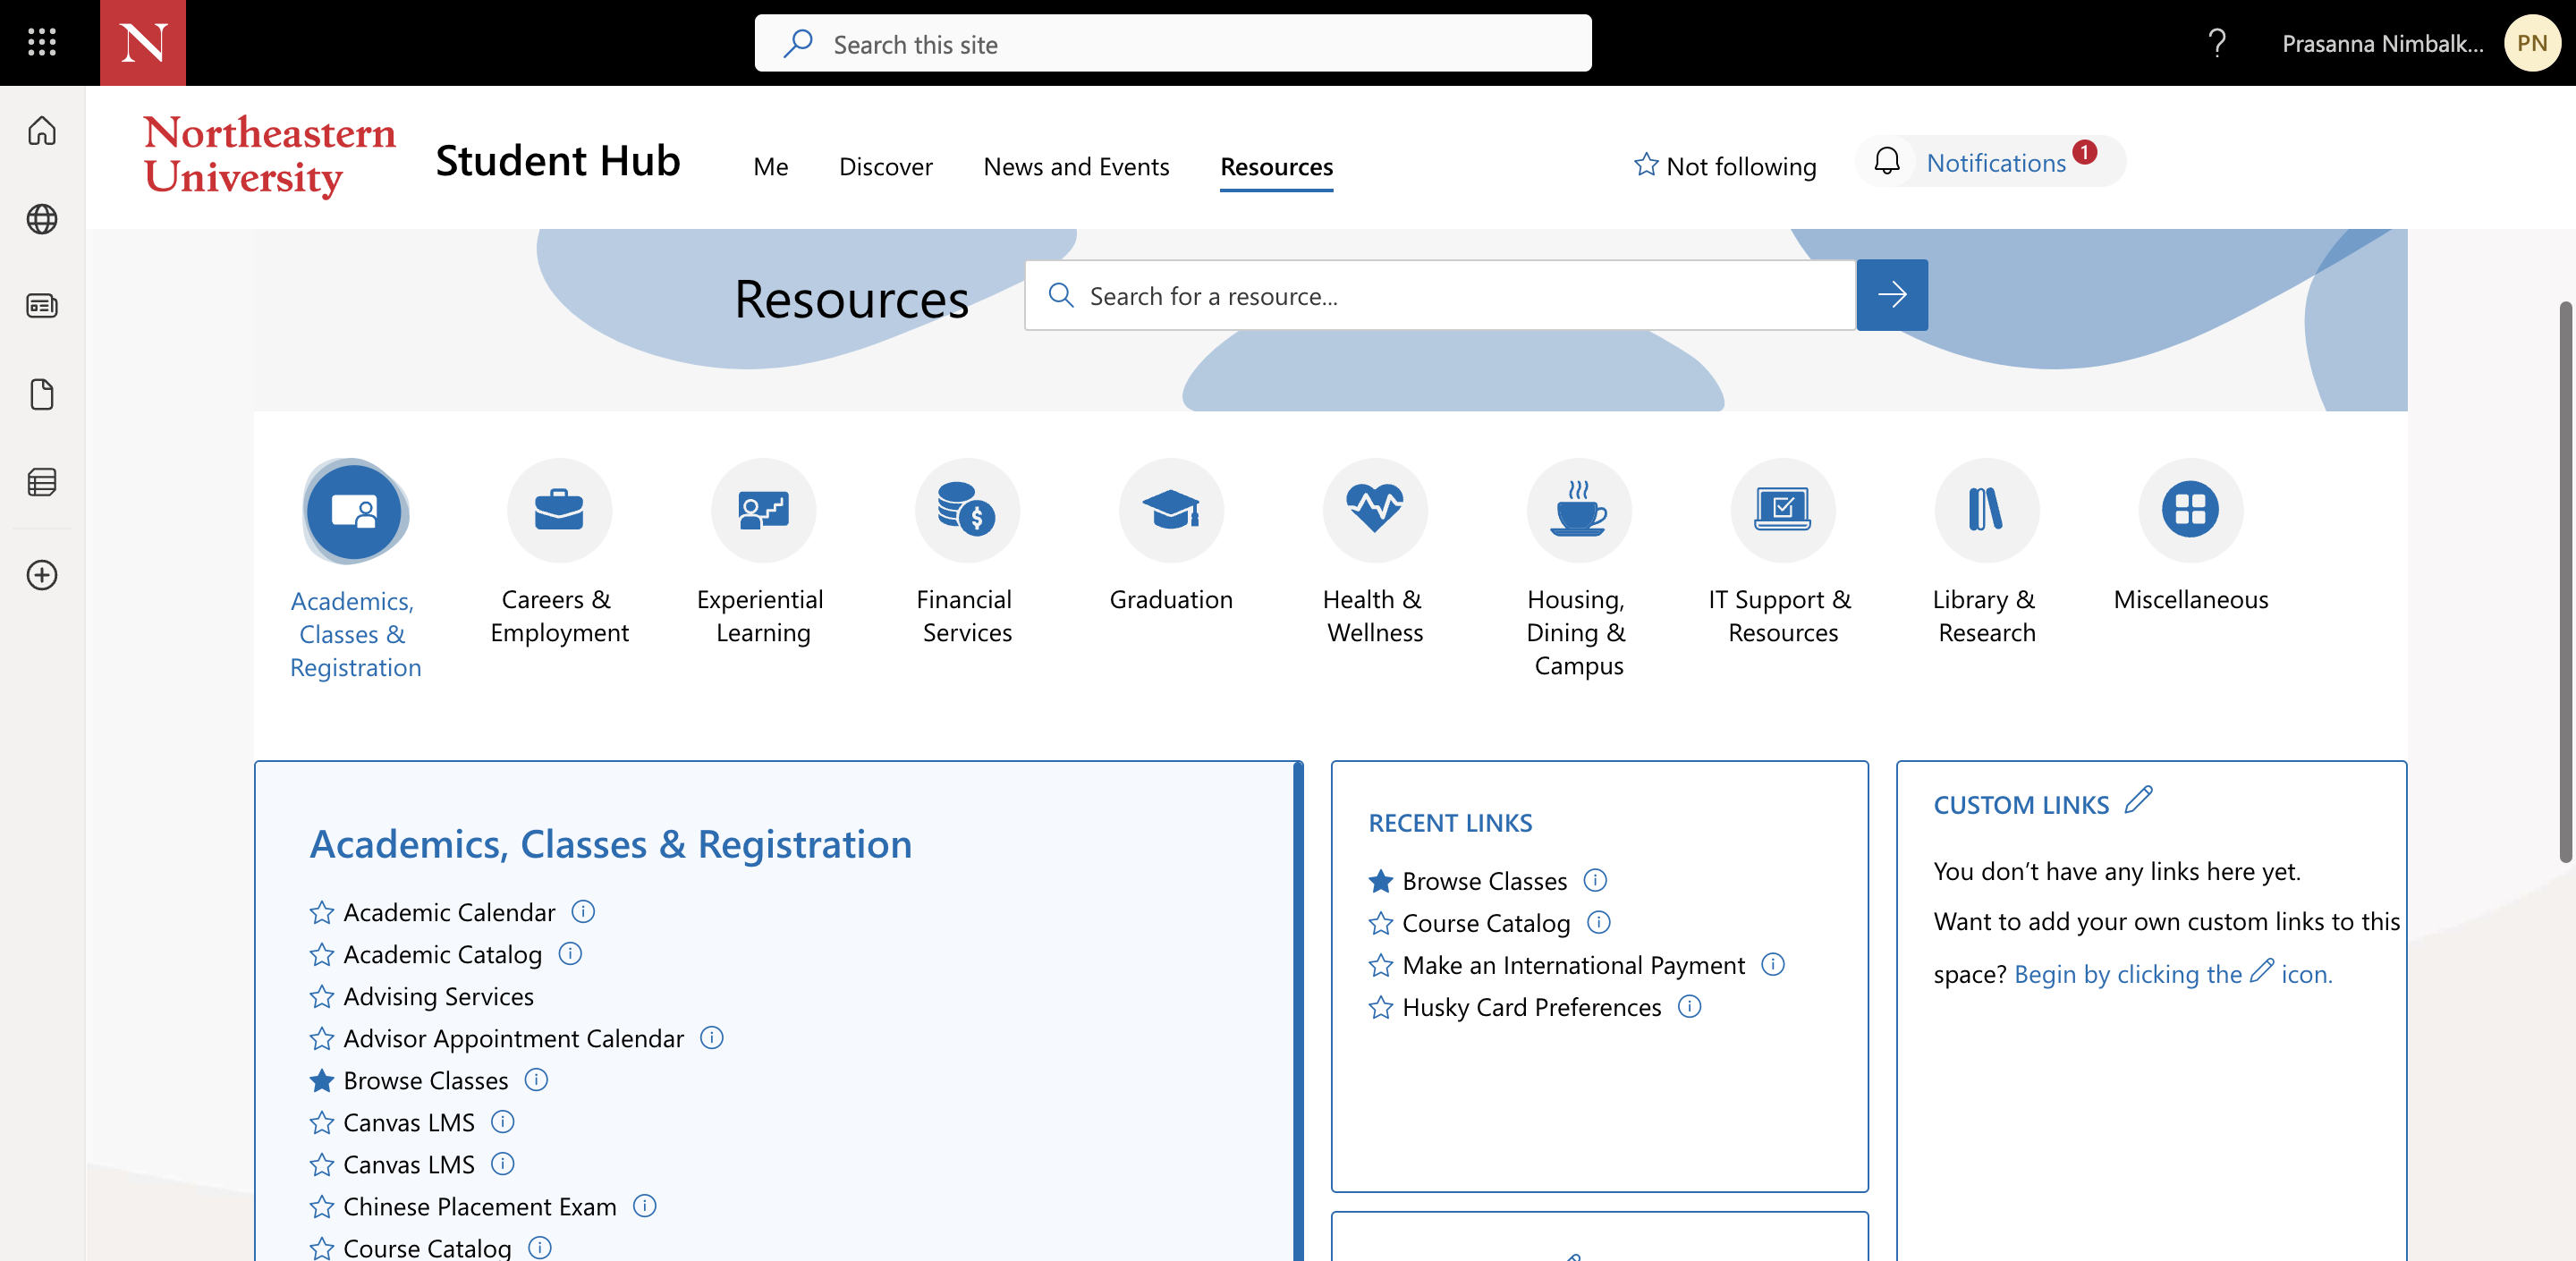 N
Search this site
?
Prasanna Nimbalk...
PN
Northeastern
University
Student Hub
Me
Discover
News and Events
Resources
Not following
Notifications
1
Resources
Search for a resource...
Academics,
Classes &
Registration
Careers &
Employment
Experiential
Learning
Financial
Services
Graduation
Health &
Wellness
Housing,
Dining &
Campus
IT Support &
Resources
Library &
Research
Miscellaneous
Academics, Classes & Registration
Academic Calendar
Academic Catalog
Advising Services
Advisor Appointment Calendar
Browse Classes
Canvas LMS
Canvas LMS
Chinese Placement Exam
Course Catalog
RECENT LINKS
Browse Classes
Course Catalog
Make an International Payment
Husky Card Preferences
CUSTOM LINKS
You don’t have any links here yet.
Want to add your own custom links to this
space? Begin by clicking the icon.